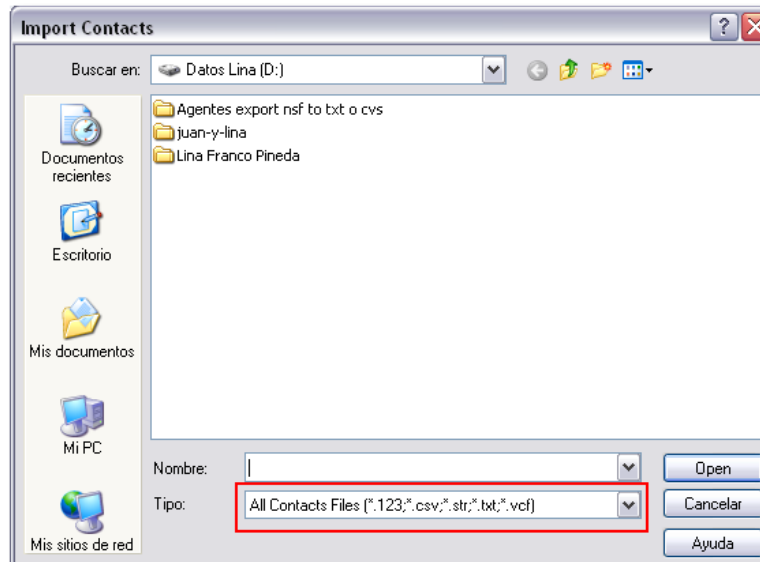 Import Contacts
Buscar en:
Datos Lina (D:)
Agentes export nsf to txt o cvs
juan-y-lina
Lina Franco Pineda
Documentos
recientes
Escritorio
Mis documentos
Mi PC
Mis sitios de red
Nombre:
Open
Tipo:
All Contacts Files (*.123;*.csv;*.str;*.txt;*.vcf)
Cancelar
Ayuda